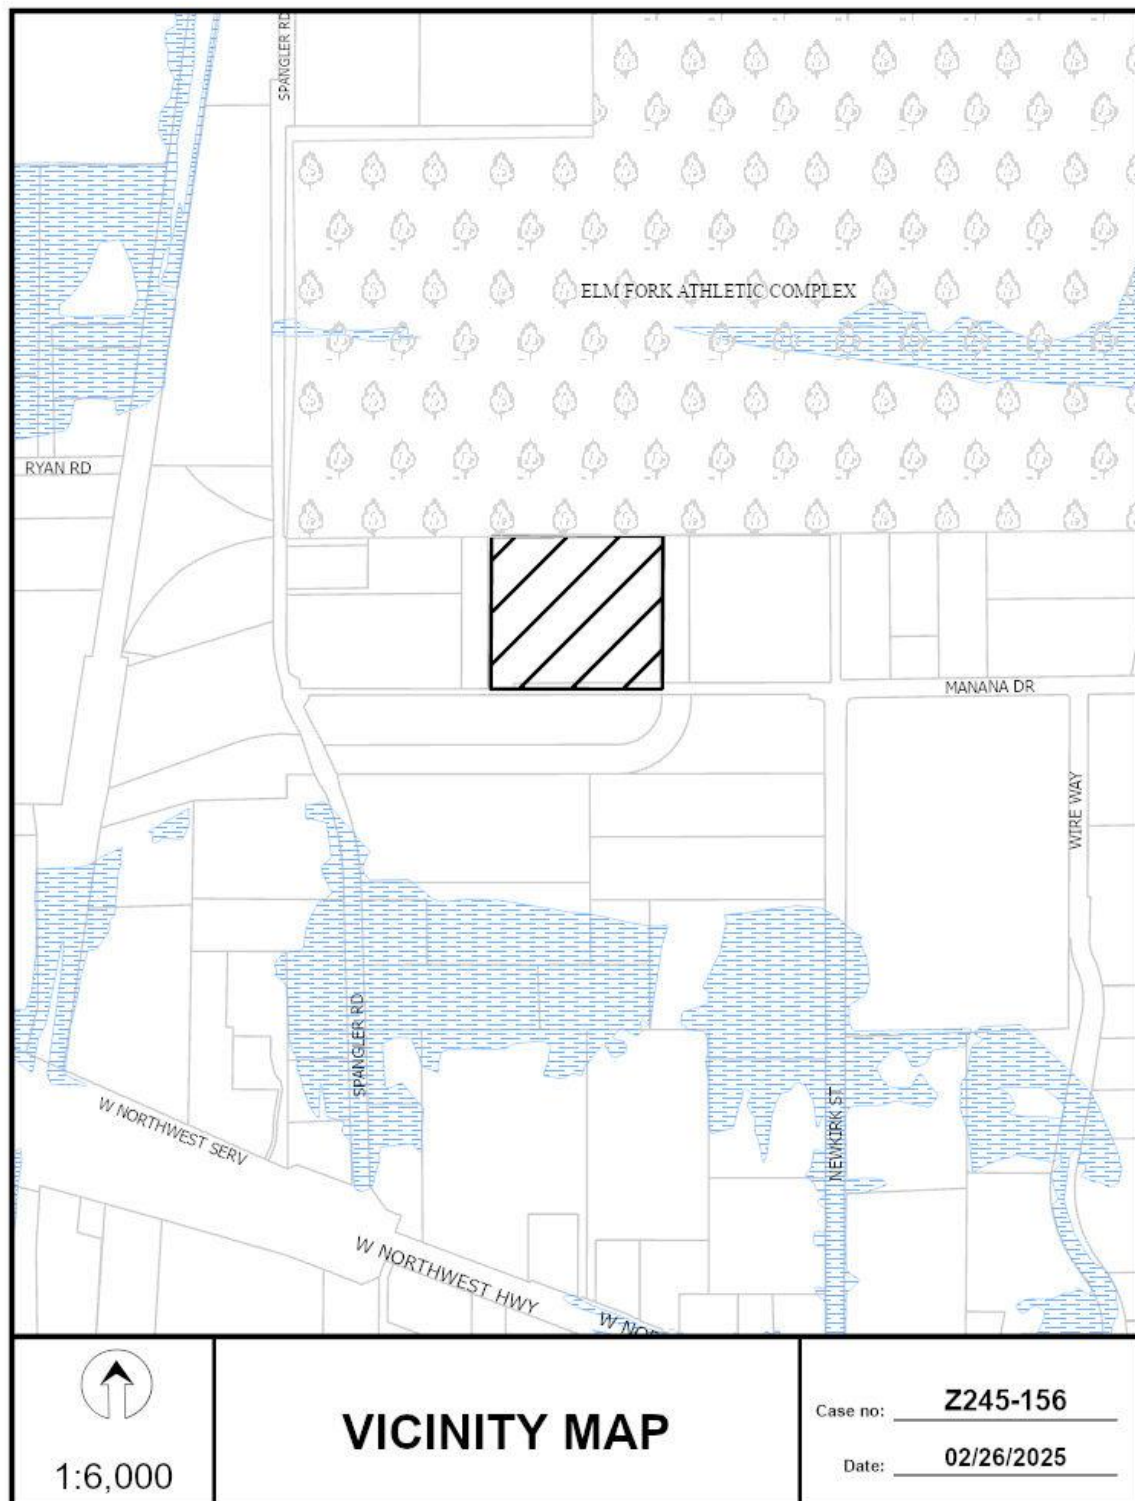 SPANGLER RD
ELM FORK ATHLETIC COMPLEX
RYAN RD
MANANA DR
WIRE WAY
SPANGLER RD
NEWKIRK ST
W NORTHWEST SERV
W NORTHWEST HWY
W NOR
1:6,000
VICINITY MAP
Case no: Z245-156
Date: 02/26/2025